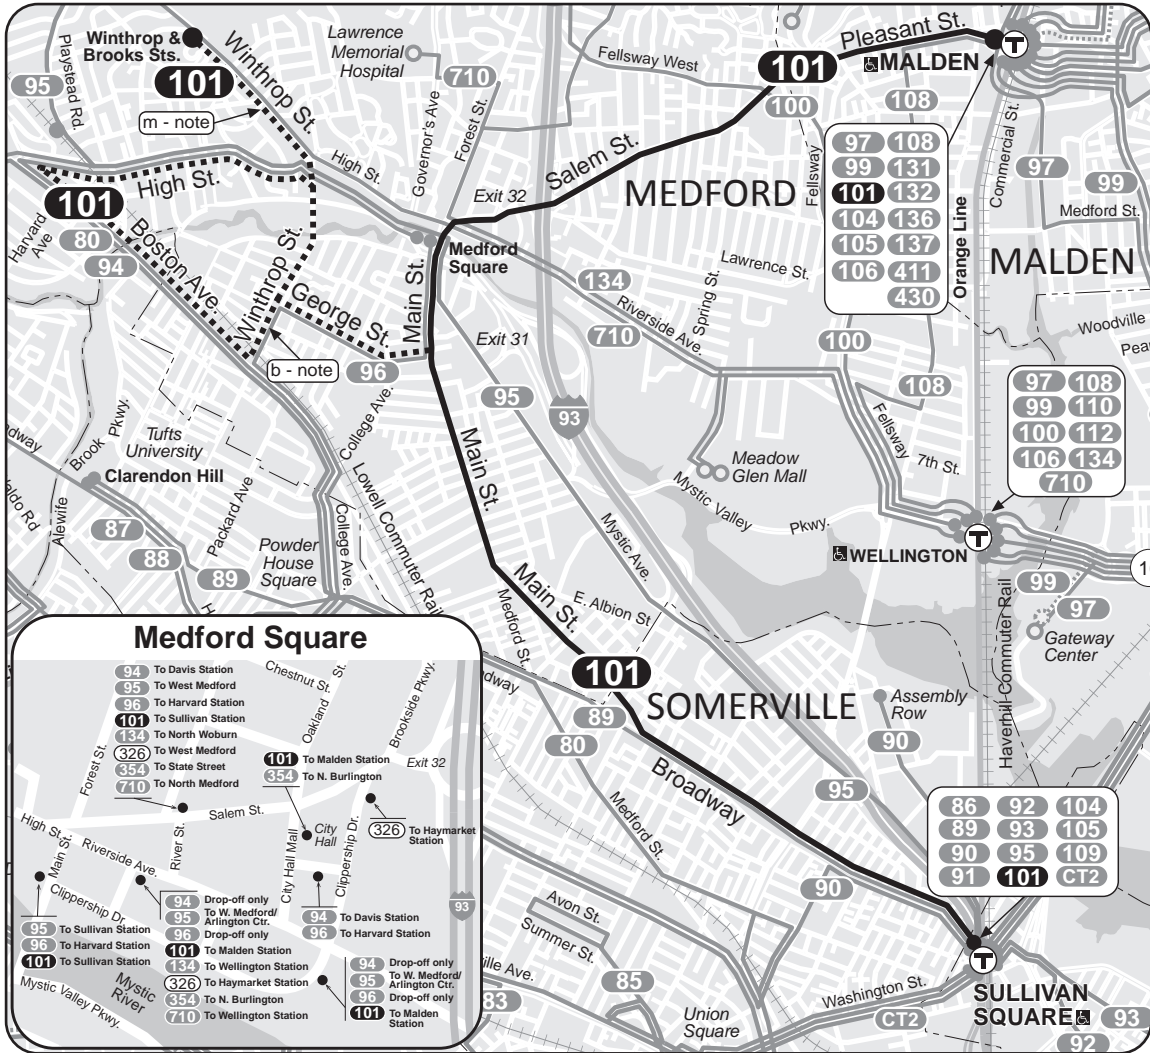 Winthrop &
Brooks Sts.
101
Playstead Rd.
95
m - note
Winthrop St.
Lawrence
Memorial
Hospital
710
Governor's Ave
Forest St.
Fellsway West
101
Pleasant St.
MALDEN
T
100
108
Fellsway
97 108
99 131
101 132
104 136
105 137
106 411
430
Orange Line
Commercial St.
97
99
Medford St.
MALDEN
Woodville
Pea
High St.
High St.
101
80
94
Harvard
Ave
Boston Ave.
Winthrop St.
Winthrop St.
George St.
b - note
96
Main St.
Exit 32
Salem St.
MEDFORD
Medford
Square
134
Lawrence St.
Spring St.
Riverside Ave.
710
Exit 31
95
93
100
108
Fellsway
7th St.
97 108
99 110
100 112
106 134
710
T
WELLINGTON
Meadow
Glen Mall
Mystic Valley
Pkwy.
College Ave.
Main St.
Mystic Ave.
Tufts
University
Brook Pkwy.
adway
Clarendon Hill
Alewife
aldo Rd
87
88
89
Packard Ave
Powder
House
Square
College Ave.
Lowell Commuter Rail
Main St.
Medford St.
E. Albion St
101
89
80
SOMERVILLE
Broadway
Medford St.
Assembly
Row
90
95
90
Haverhill Commuter Rail
99
97
Gateway
Center
10
86 92 104
89 93 105
90 95 109
91 101 CT2
T
SULLIVAN
SQUARE
93
92
Washington St.
CT2
Union
Square
Avon St.
Summer St.
85
83
ville Ave.
Medford Square
94 To Davis Station
95 To West Medford
96 To Harvard Station
101 To Sullivan Station
134 To North Woburn
326 To West Medford
354 To State Street
710 To North Medford
Chestnut St.
Oakland St.
Brookside Pkwy.
Exit 32
101 To Malden Station
354 To N. Burlington
Forest St.
Salem St.
High St.
Main St.
Riverside Ave.
River St.
City
Hall
City Hall Mall
Clippership Dr.
326 To Haymarket
Station
Clippership Dr.
95 To Sullivan Station
96 To Harvard Station
101 To Sullivan Station
94 Drop-off only
95 To W. Medford/
Arlington Ctr.
96 Drop-off only
101 To Malden Station
134 To Wellington Station
326 To Haymarket Station
354 To N. Burlington
710 To Wellington Station
94 To Davis Station
96 To Harvard Station
94 Drop-off only
95 To W. Medford/
Arlington Ctr.
96 Drop-off only
101 To Malden
Station
93
Mystic
River
Mystic Valley Pkwy.